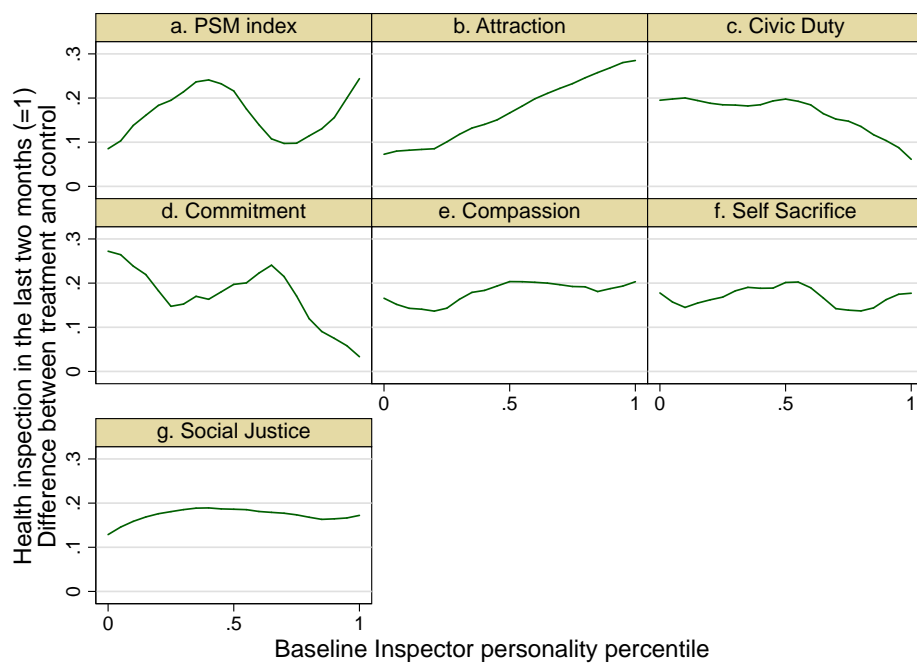 Health inspection in the last two months (=1)
Difference between treatment and control
a. PSM index
b. Attraction
c. Civic Duty
.3
.2
.1
0
d. Commitment
e. Compassion
f. Self Sacrifice
.3
.2
.1
0
0
.5
1
0
.5
1
g. Social Justice
.3
.2
.1
0
0
.5
1
Baseline Inspector personality percentile